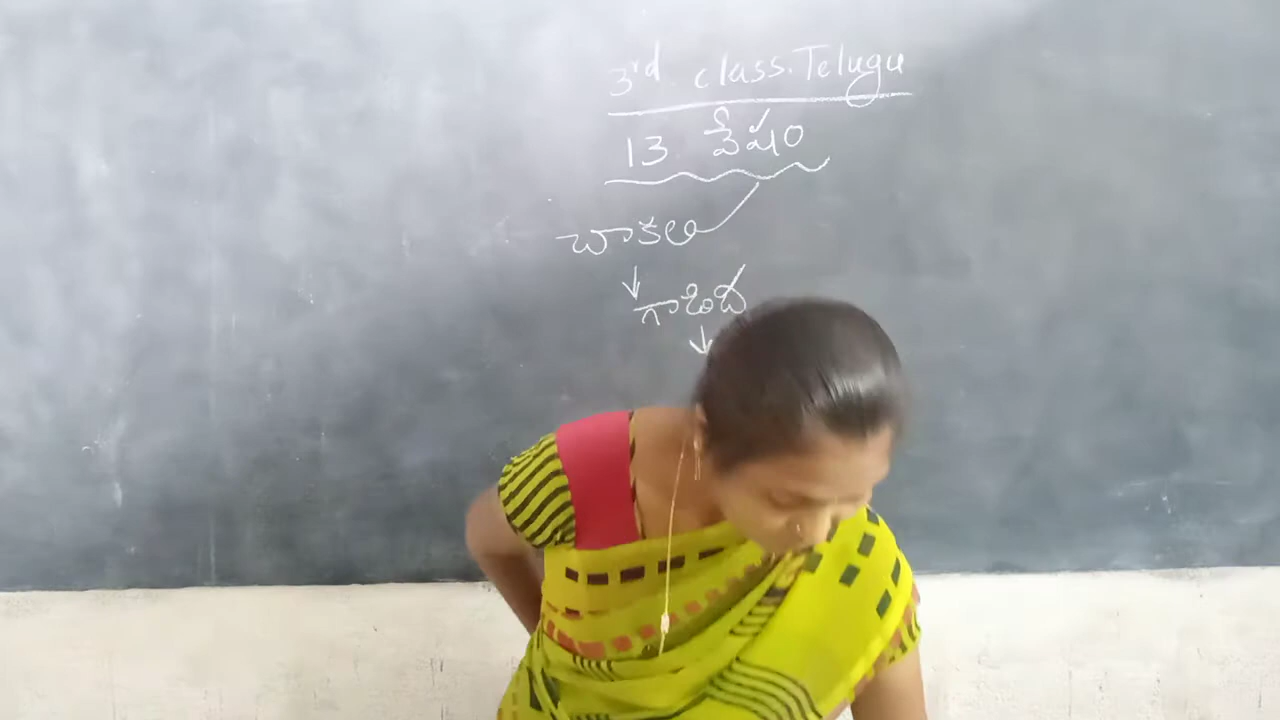 3rd class. Telugu
13 వేషం
చాకలి
↓
గాడిద
↓